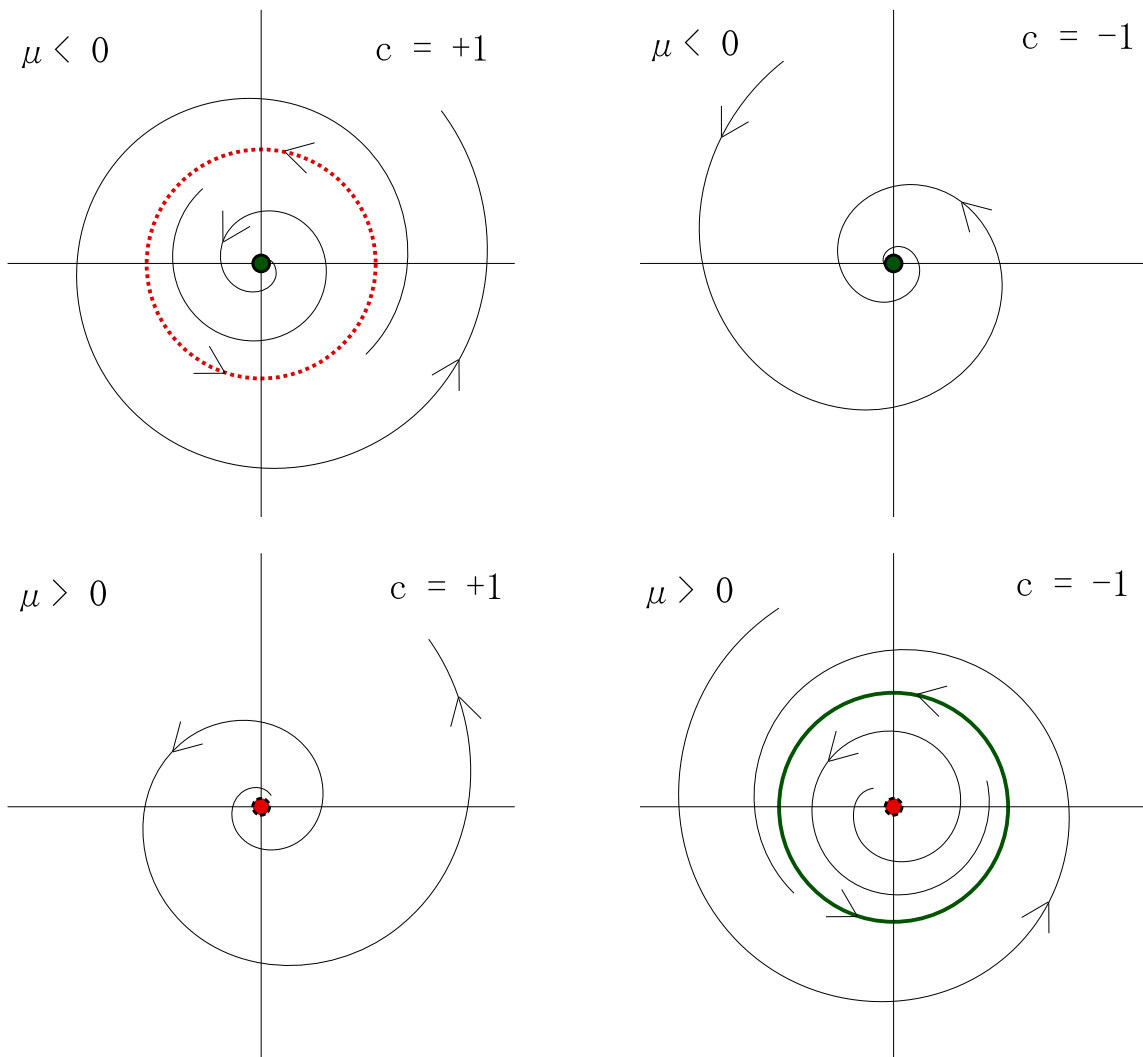 μ < 0
c = +1
μ < 0
c = −1
μ > 0
c = +1
μ > 0
c = −1